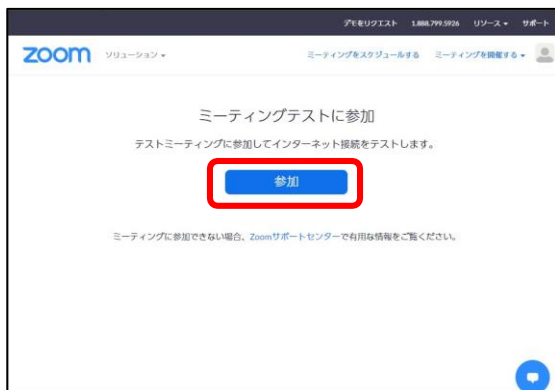 デモをリクエスト 1.888.799.5926 リソース サポート
zoom ソリューション ミーティングをスケジュールする ミーティングを開催する
ミーティングテストに参加
テストミーティングに参加してインターネット接続をテストします。
参加
ミーティングに参加できない場合、Zoomサポートセンターで有用な情報をご覧ください。